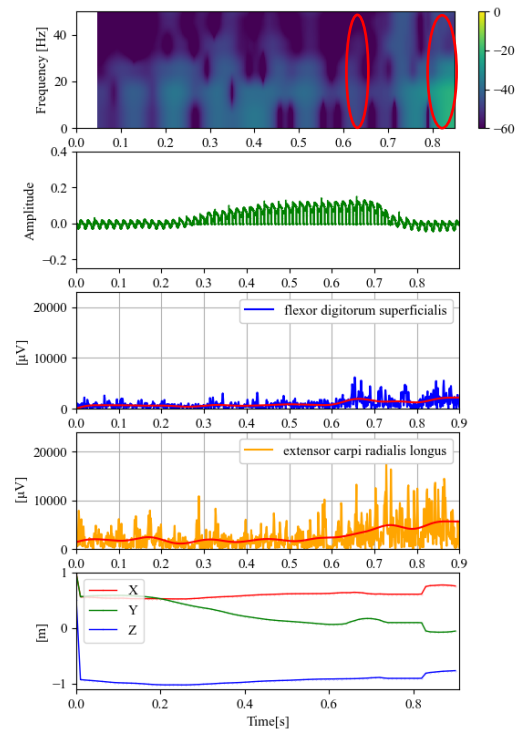 Frequency [Hz]
40
20
0
0.0 0.1 0.2 0.3 0.4 0.5 0.6 0.7 0.8
0
−20
−40
−60
Amplitude
0.4
0.2
0.0
−0.2
0.0 0.1 0.2 0.3 0.4 0.5 0.6 0.7 0.8
[µV]
20000
10000
0
flexor digitorum superficialis
0.0 0.1 0.2 0.3 0.4 0.5 0.6 0.7 0.8 0.9
[µV]
20000
10000
0
extensor carpi radialis longus
0.0 0.1 0.2 0.3 0.4 0.5 0.6 0.7 0.8 0.9
[m]
1
0
−1
X
Y
Z
0.0 0.2 0.4 0.6 0.8
Time[s]